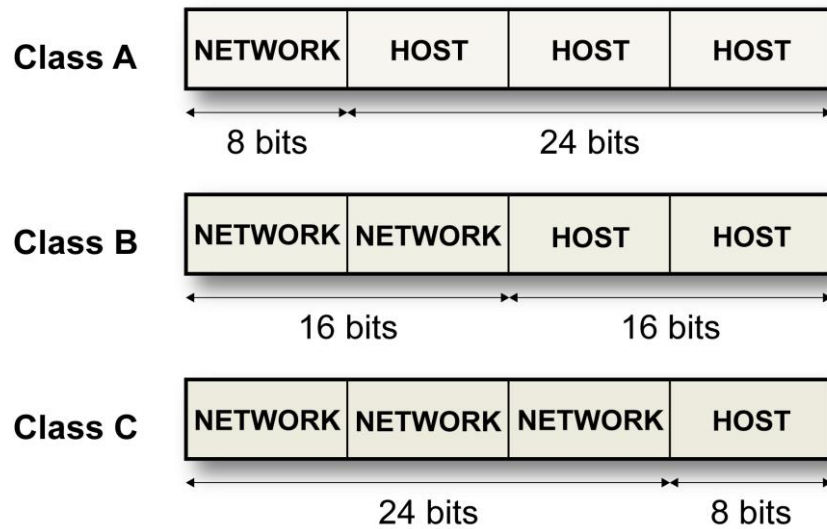 Class A NETWORK HOST HOST HOST
8 bits 24 bits
Class B NETWORK NETWORK HOST HOST
16 bits 16 bits
Class C NETWORK NETWORK NETWORK HOST
24 bits 8 bits